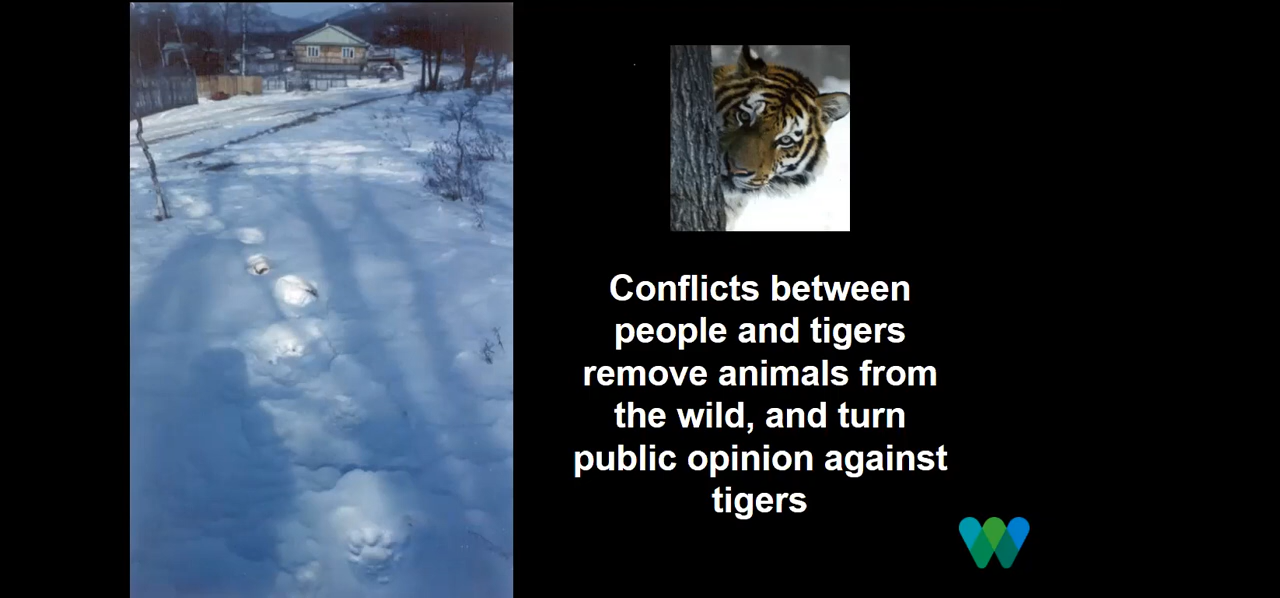 Conflicts between
people and tigers
remove animals from
the wild, and turn
public opinion against
tigers